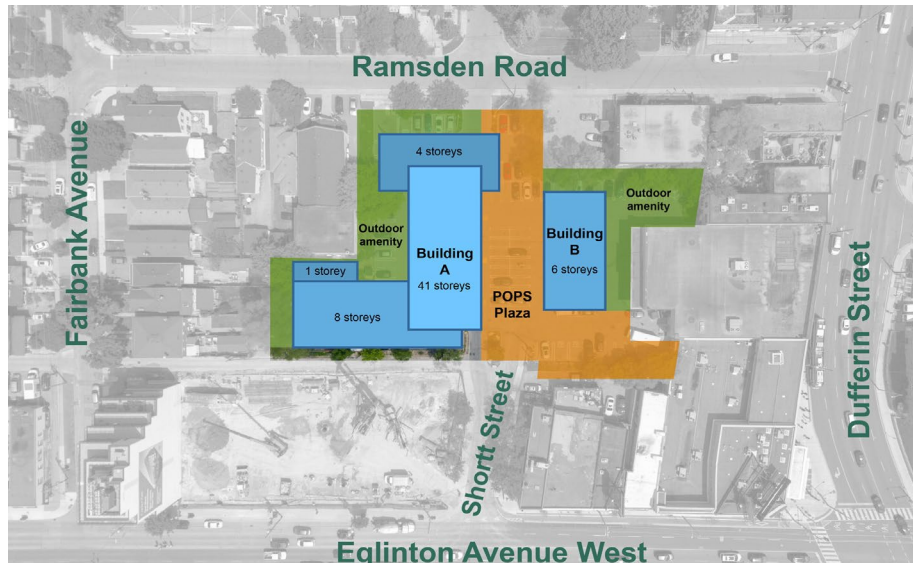 Ramsden Road
Fairbank Avenue
4 storeys
Outdoor
amenity
Building
A
41 storeys
1 storey
8 storeys
Building
B
6 storeys
Outdoor
amenity
POPS
Plaza
Shortt Street
Dufferin Street
Eglinton Avenue West